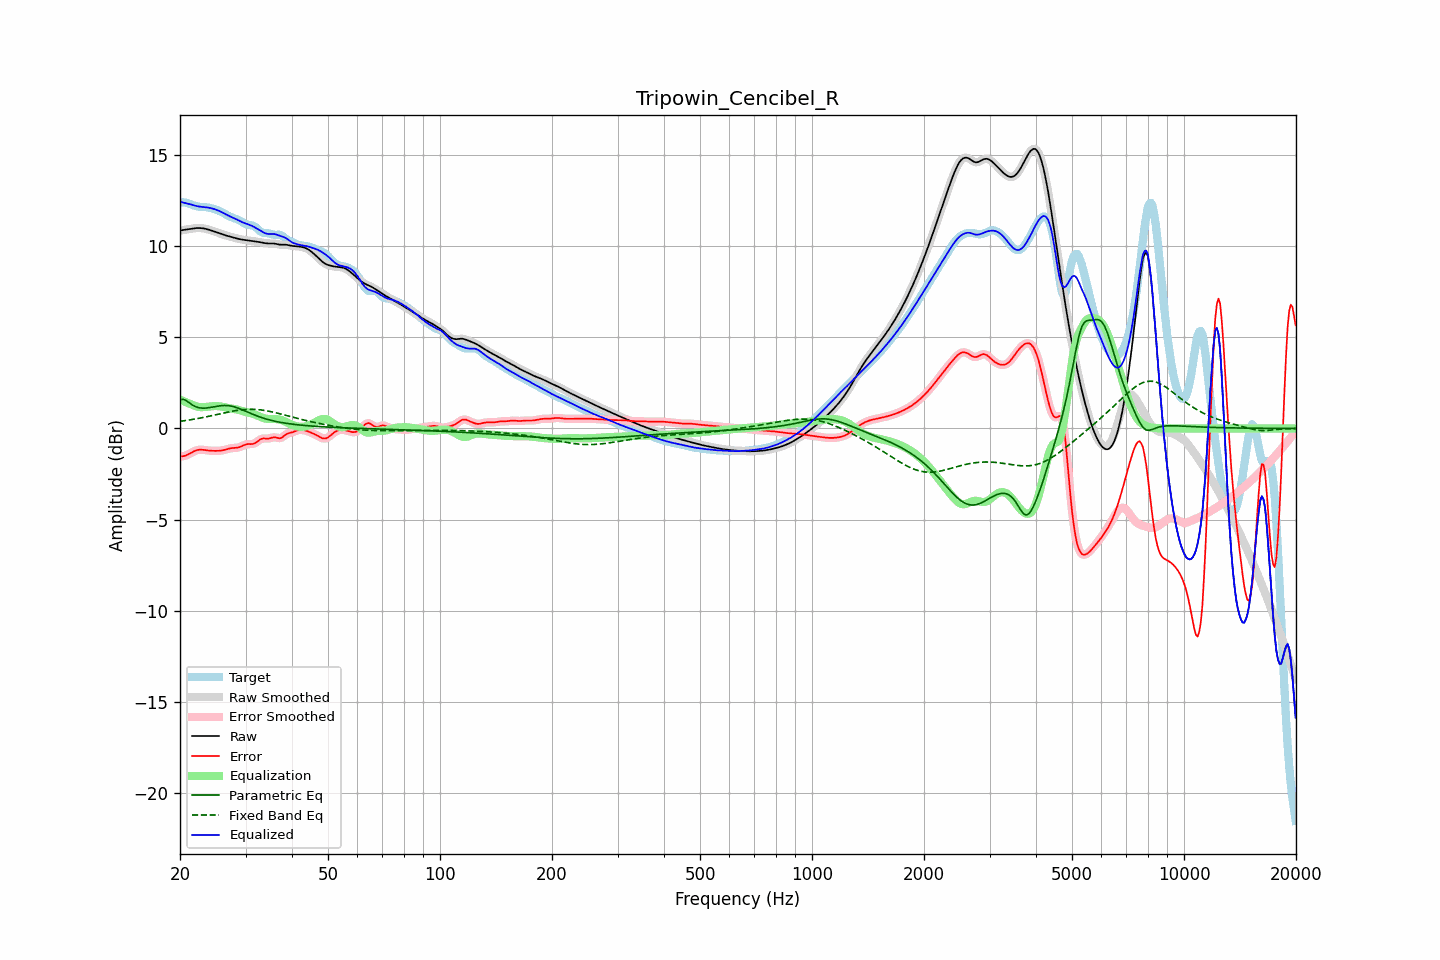 Tripowin_Cencibel_R
Amplitude (dBr)
15
10
5
0
−5
−10
−15
−20
Target
Raw Smoothed
Error Smoothed
Raw
Error
Equalization
Parametric Eq
Fixed Band Eq
Equalized
20
50
100
200
500
1000
2000
5000
10000
20000
Frequency (Hz)